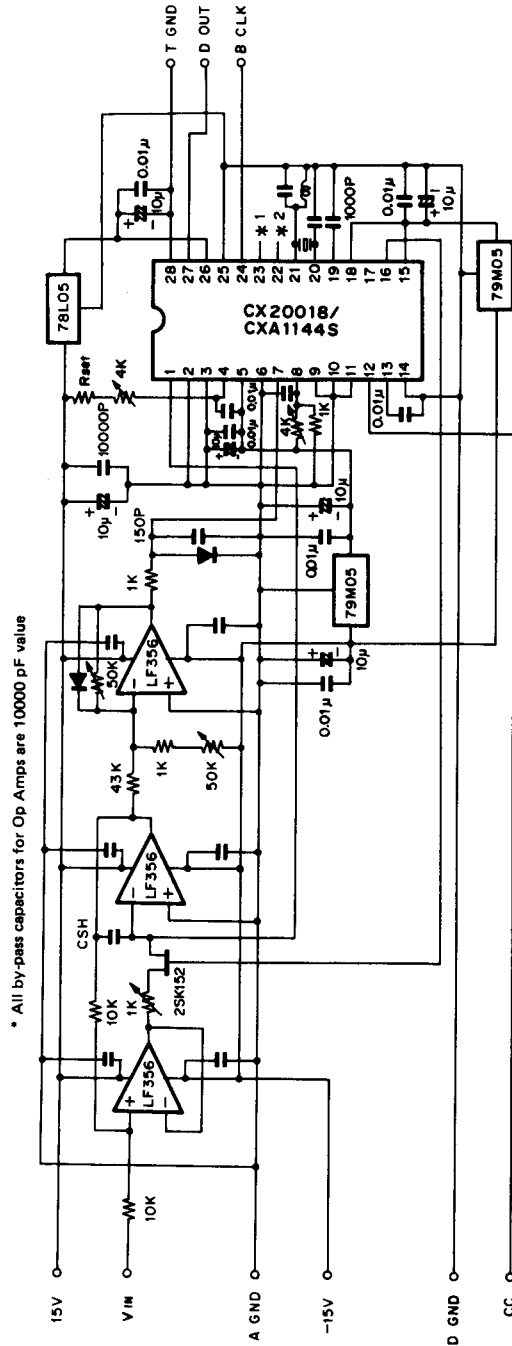 * All by-pass capacitors for Op Amps are 10000 pF value
T GND
D OUT
B CLK
0.01μ
+
10μ
-
78L05
Rset
4K
10000P
+
10μ
-
28
27
26
25
24
23
22
21
20
19
18
17
16
15
* 1
* 2
1000P
0.01μ
+
10μ
-
79M05
CX20018/
CXA1144S
1
2
3
4
5
6
7
8
9
10
11
12
13
14
0.01μ
10μ
0.01μ
4K
1K
0.01μ
150P
1K
+
10μ
-
0.01μ
79M05
+
10μ
-
0.01μ
50K
-
LF356
+
43K
1K
50K
CSH
-
LF356
+
10K
1K
2SK152
+
LF356
-
10K
15V
VIN
A GND
-15V
D GND
CC